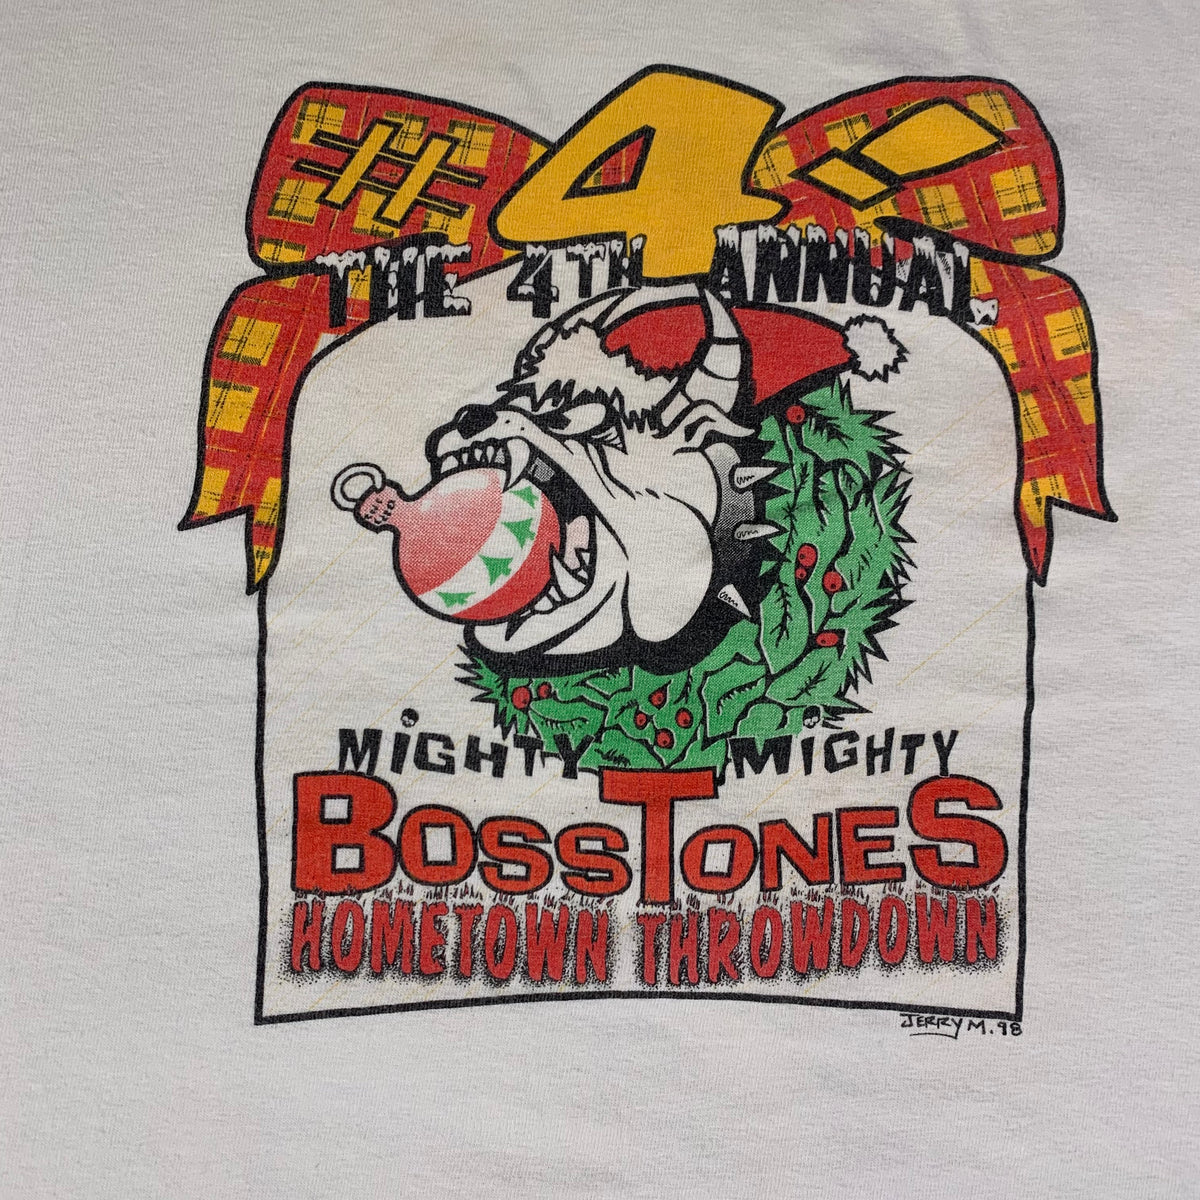 #4!
THE 4TH ANNUAL
MiGHTY MiGHTY
BOSSTONES
HOMETOWN THROWDOWN
JERRY M. 98